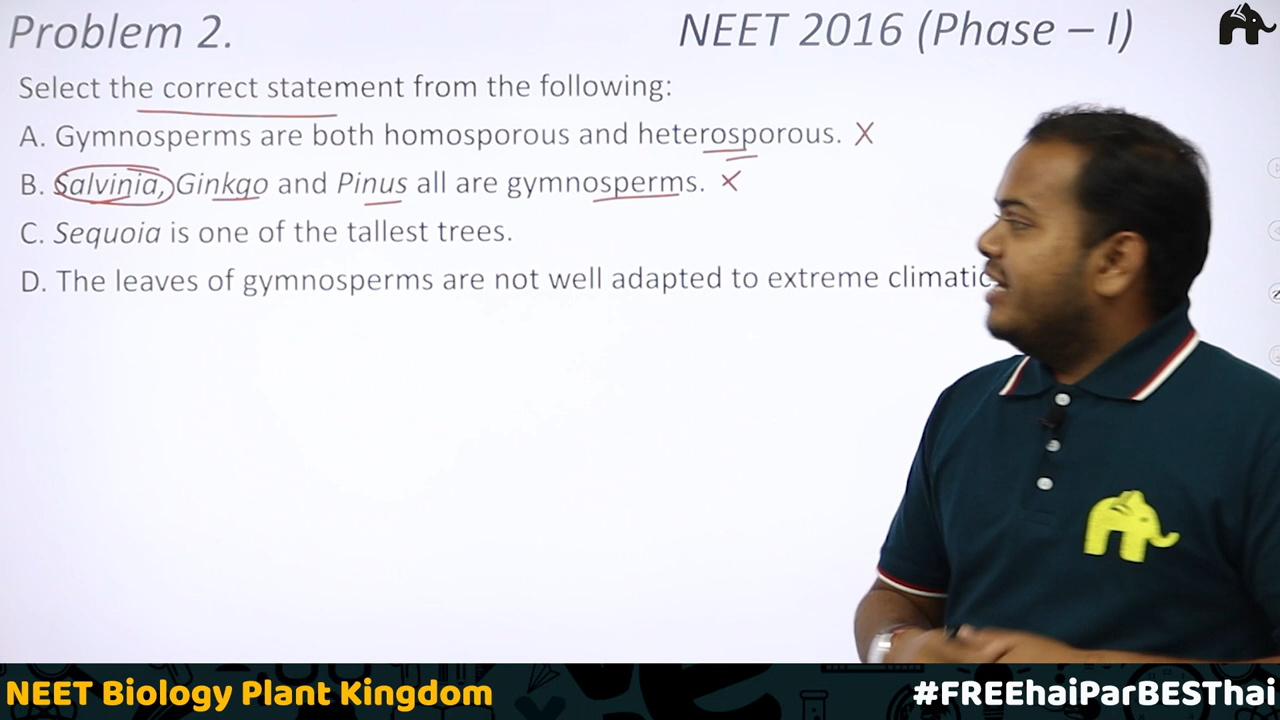 Problem 2.
NEET 2016 (Phase – I)
Select the correct statement from the following:
A. Gymnosperms are both homosporous and heterosporous. X
B. Salvinia, Ginkgo and Pinus all are gymnosperms. X
C. Sequoia is one of the tallest trees.
D. The leaves of gymnosperms are not well adapted to extreme climatic
NEET Biology Plant Kingdom
#FREEhaiParBESThai